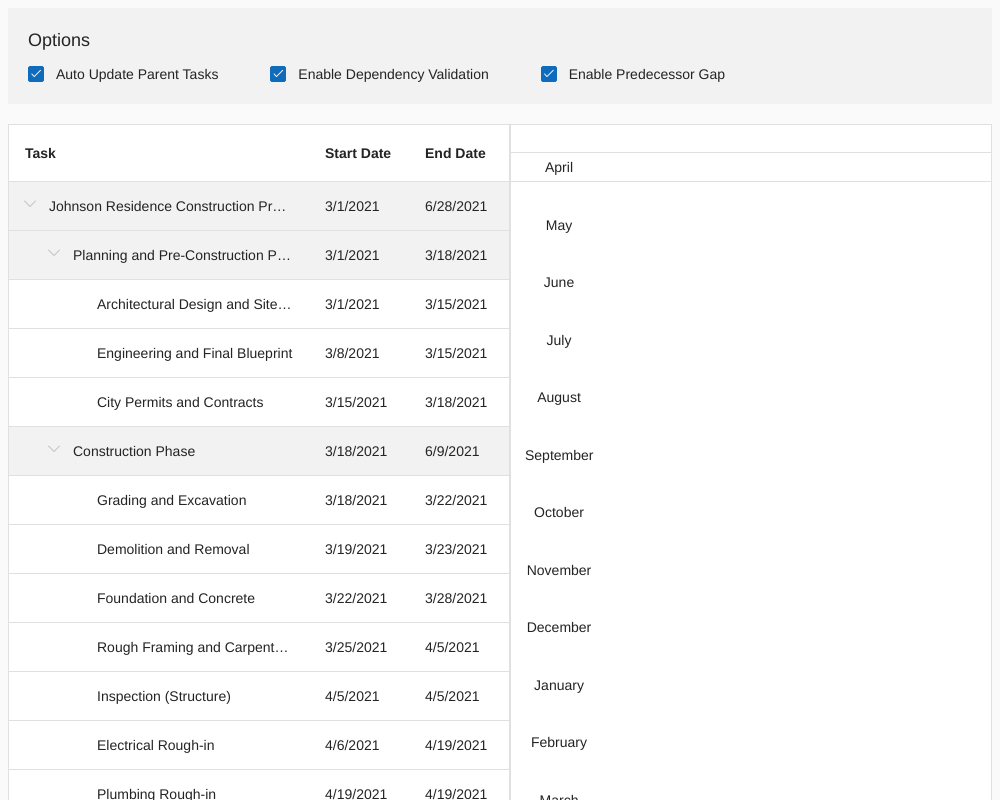 Options
Auto Update Parent Tasks Enable Dependency Validation Enable Predecessor Gap
Task Start Date End Date
Johnson Residence Construction Pr… 3/1/2021 6/28/2021
Planning and Pre-Construction P… 3/1/2021 3/18/2021
Architectural Design and Site… 3/1/2021 3/15/2021
Engineering and Final Blueprint 3/8/2021 3/15/2021
City Permits and Contracts 3/15/2021 3/18/2021
Construction Phase 3/18/2021 6/9/2021
Grading and Excavation 3/18/2021 3/22/2021
Demolition and Removal 3/19/2021 3/23/2021
Foundation and Concrete 3/22/2021 3/28/2021
Rough Framing and Carpent… 3/25/2021 4/5/2021
Inspection (Structure) 4/5/2021 4/5/2021
Electrical Rough-in 4/6/2021 4/19/2021
Plumbing Rough-in 4/19/2021 4/19/2021
April
May
June
July
August
September
October
November
December
January
February
March